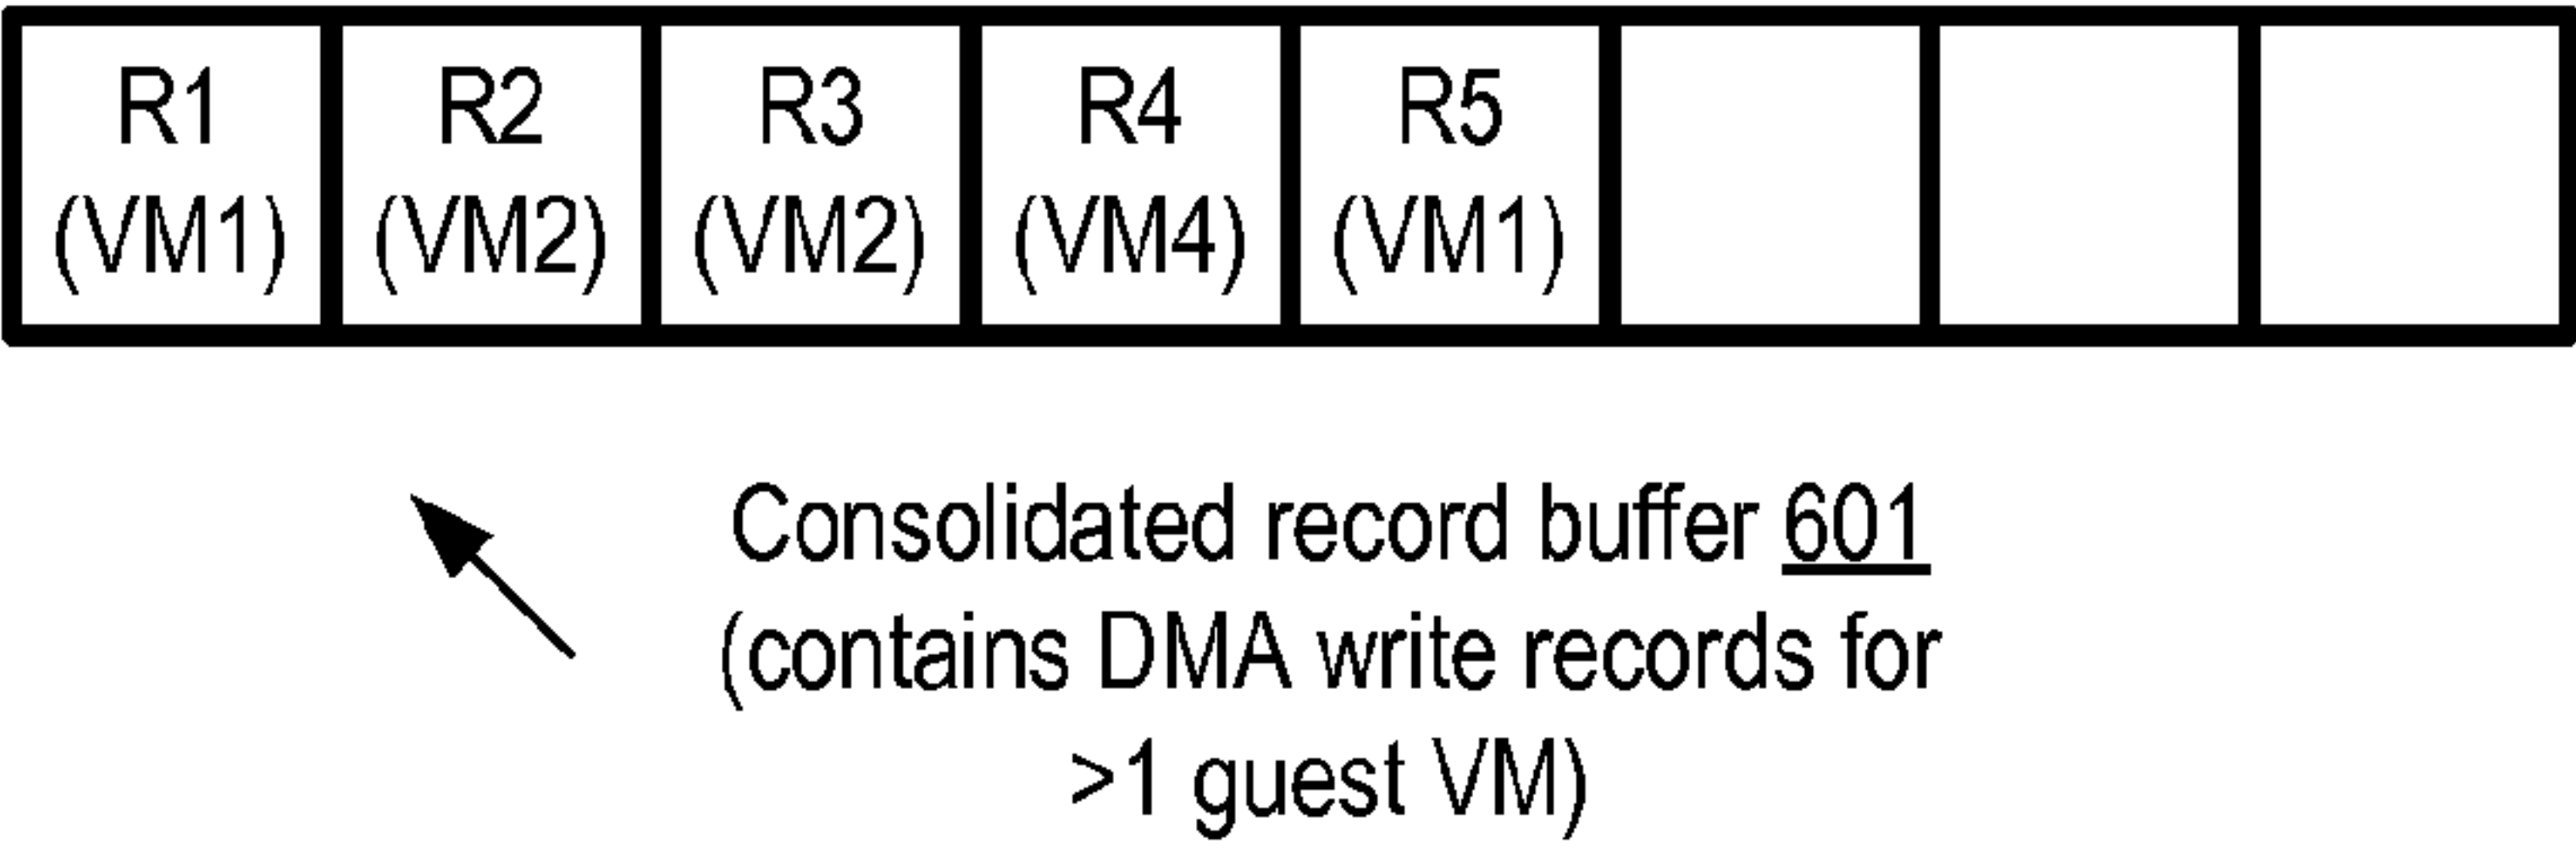 R1 R2 R3 R4 R5
(VM1) (VM2) (VM2) (VM4) (VM1)
Consolidated record buffer 601
(contains DMA write records for
>1 guest VM)